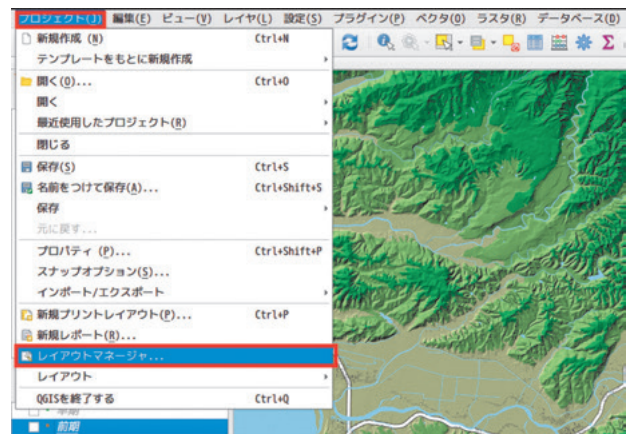 プロジェクト(J) 編集(E) ビュー(V) レイヤ(L) 設定(S) プラグイン(P) ベクタ(O) ラスタ(R) データベース(D)
新規作成 (N) Ctrl+N
テンプレートをもとに新規作成
開く(O)... Ctrl+O
開く
最近使用したプロジェクト(R)
閉じる
保存(S) Ctrl+S
名前をつけて保存(A)... Ctrl+Shift+S
保存
元に戻す...
プロパティ (P)... Ctrl+Shift+P
スナップオプション(S)...
インポート/エクスポート
新規プリントレイアウト(P)... Ctrl+P
新規レポート(R)...
レイアウトマネージャ...
レイアウト
QGISを終了する Ctrl+Q
前期